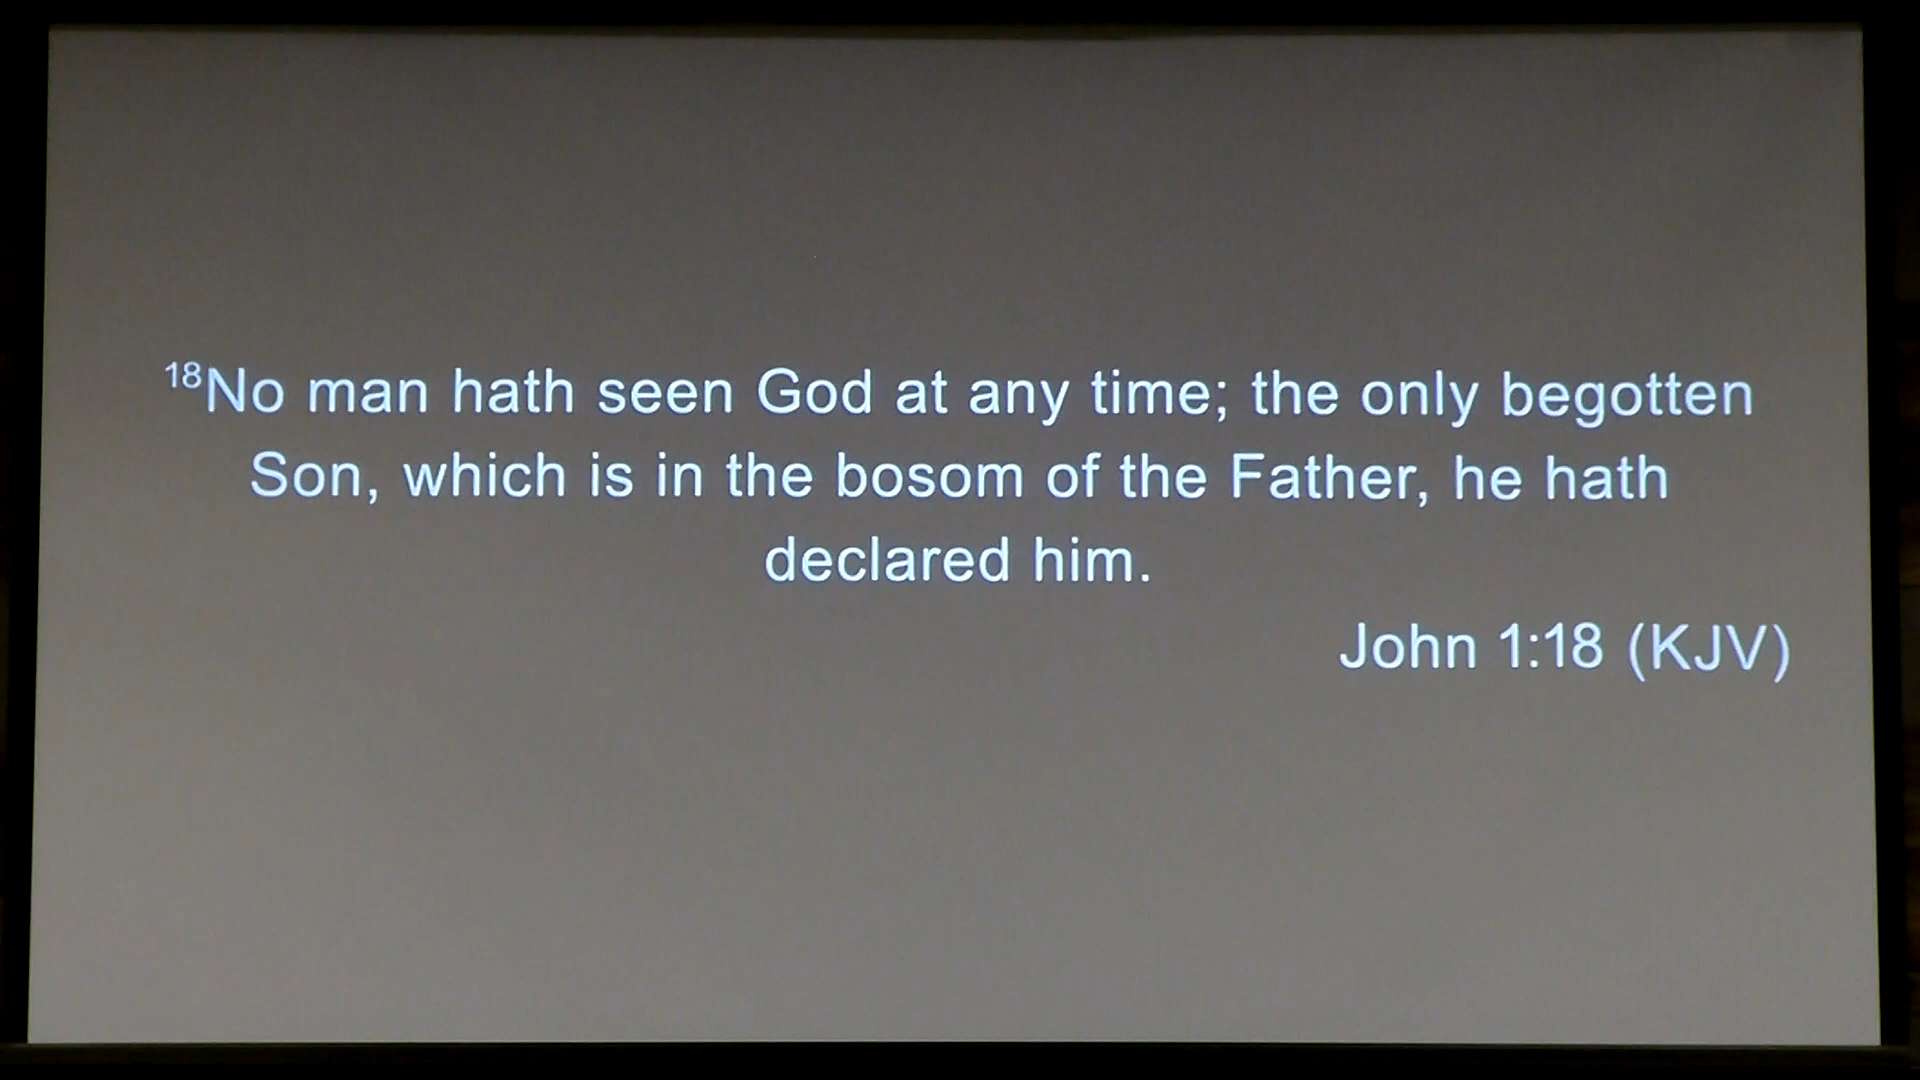 ¹⁸No man hath seen God at any time; the only begotten
Son, which is in the bosom of the Father, he hath
declared him.
John 1:18 (KJV)